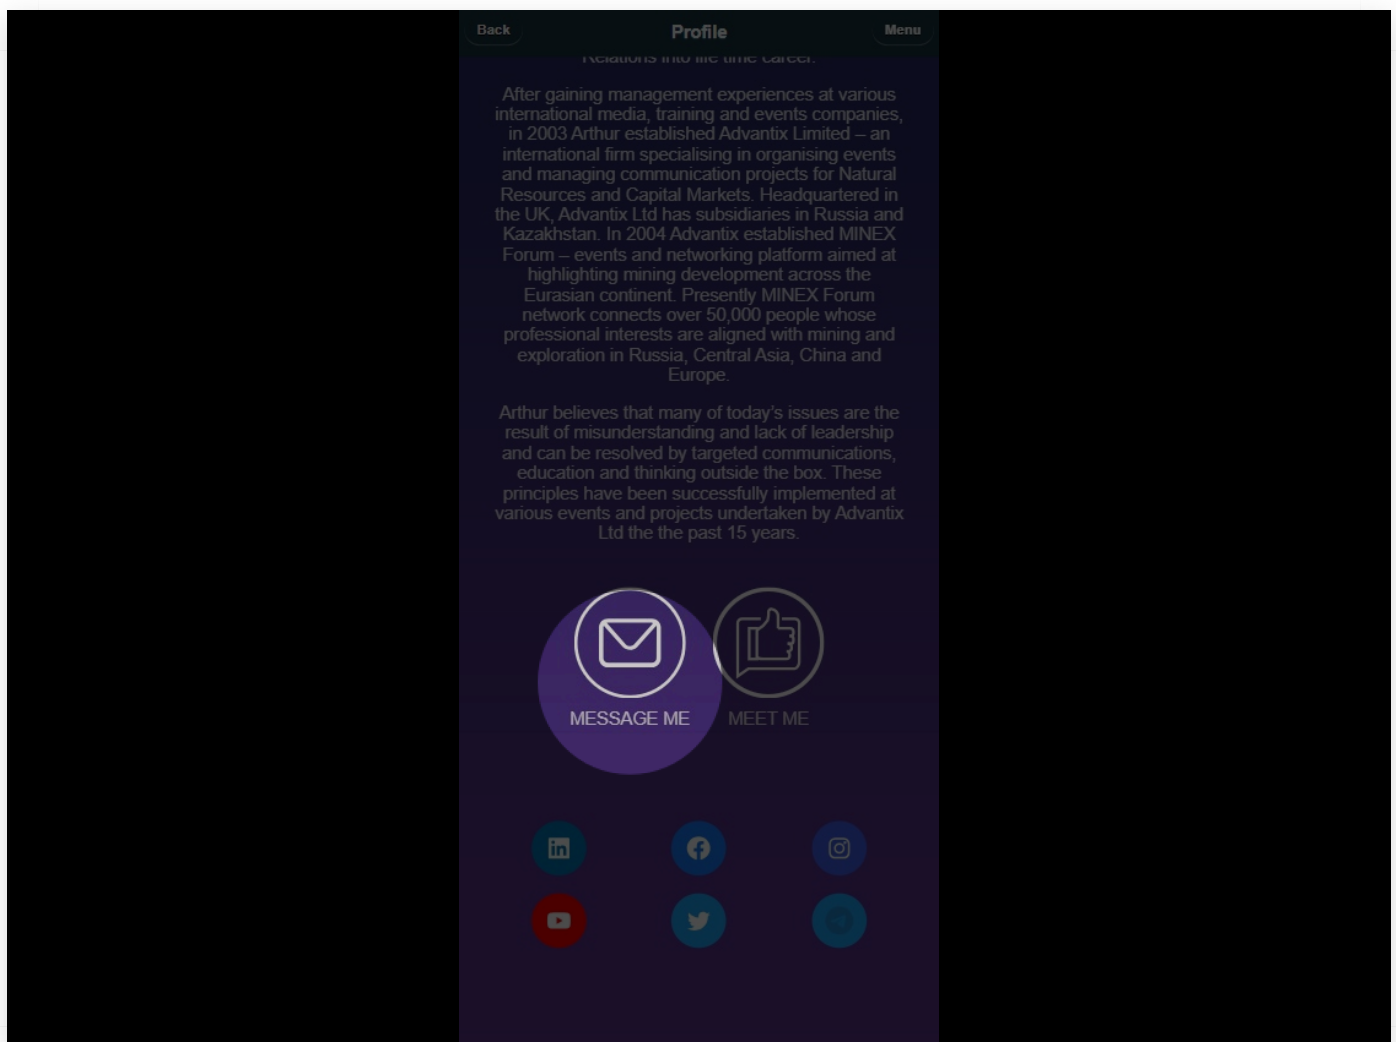 Back
Profile
Menu
Relations into life time career.
After gaining management experiences at various
international media, training and events companies,
in 2003 Arthur established Advantix Limited – an
international firm specialising in organising events
and managing communication projects for Natural
Resources and Capital Markets. Headquartered in
the UK, Advantix Ltd has subsidiaries in Russia and
Kazakhstan. In 2004 Advantix established MINEX
Forum – events and networking platform aimed at
highlighting mining development across the
Eurasian continent. Presently MINEX Forum
network connects over 50,000 people whose
professional interests are aligned with mining and
exploration in Russia, Central Asia, China and
Europe.
Arthur believes that many of today’s issues are the
result of misunderstanding and lack of leadership
and can be resolved by targeted communications,
education and thinking outside the box. These
principles have been successfully implemented at
various events and projects undertaken by Advantix
Ltd the the past 15 years.
MESSAGE ME
MEET ME